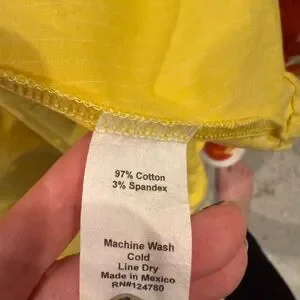 97% Cotton
3% Spandex
Machine Wash
Cold
Line Dry
Made in Mexico
RN#124780